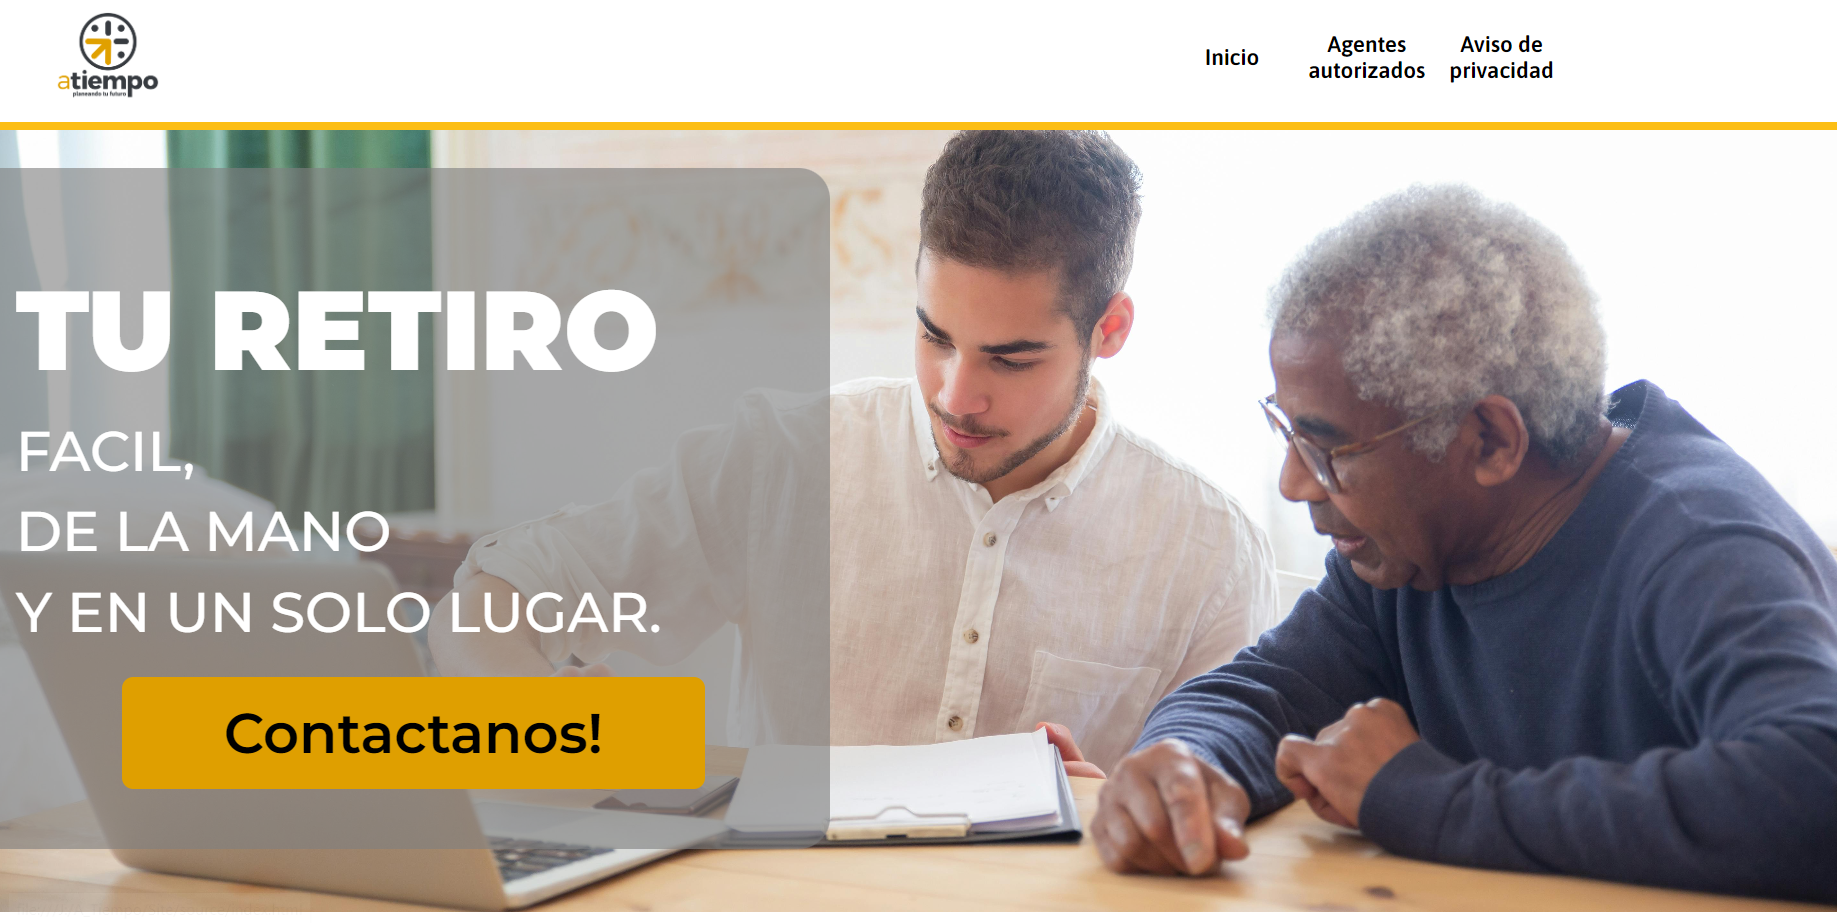 atiempo
planeando tu futuro
Inicio
Agentes
autorizados
Aviso de
privacidad
TU RETIRO
FACIL,
DE LA MANO
Y EN UN SOLO LUGAR.
Contactanos!